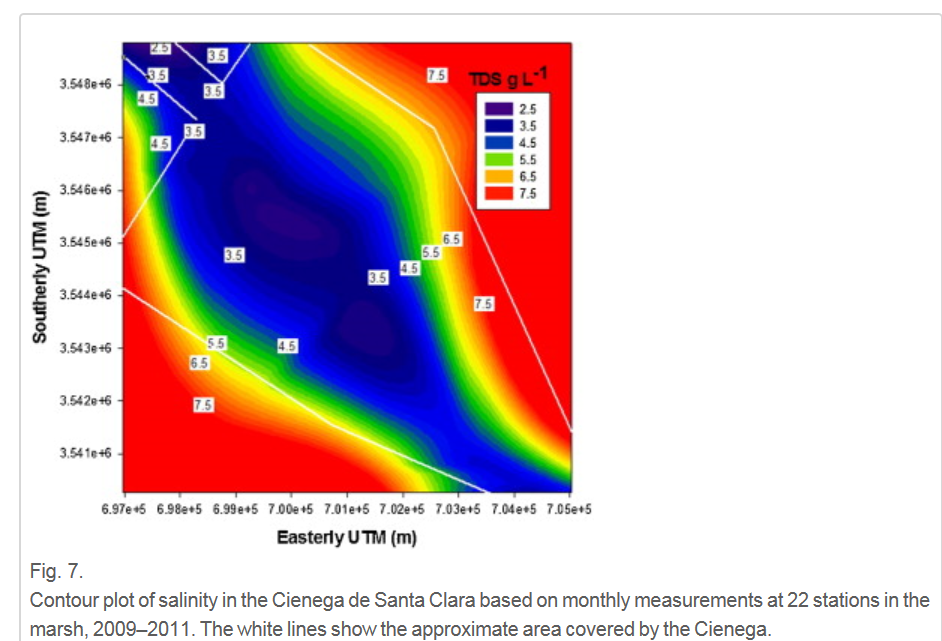 2.5
3.5
3.5
7.5
TDS g L-1
3.548e+6
3.5
2.5
4.5
3.5
3.5
4.5
3.547e+6
5.5
4.5
6.5
3.546e+6
7.5
6.5
3.545e+6
5.5
3.5
4.5
3.5
3.544e+6
7.5
5.5
4.5
3.543e+6
6.5
3.542e+6
7.5
3.541e+6
Southerly UTM (m)
6.97e+5 6.98e+5 6.99e+5 7.00e+5 7.01e+5 7.02e+5 7.03e+5 7.04e+5 7.05e+5
Easterly UTM (m)
Fig. 7.
Contour plot of salinity in the Cienega de Santa Clara based on monthly measurements at 22 stations in the
marsh, 2009–2011. The white lines show the approximate area covered by the Cienega.